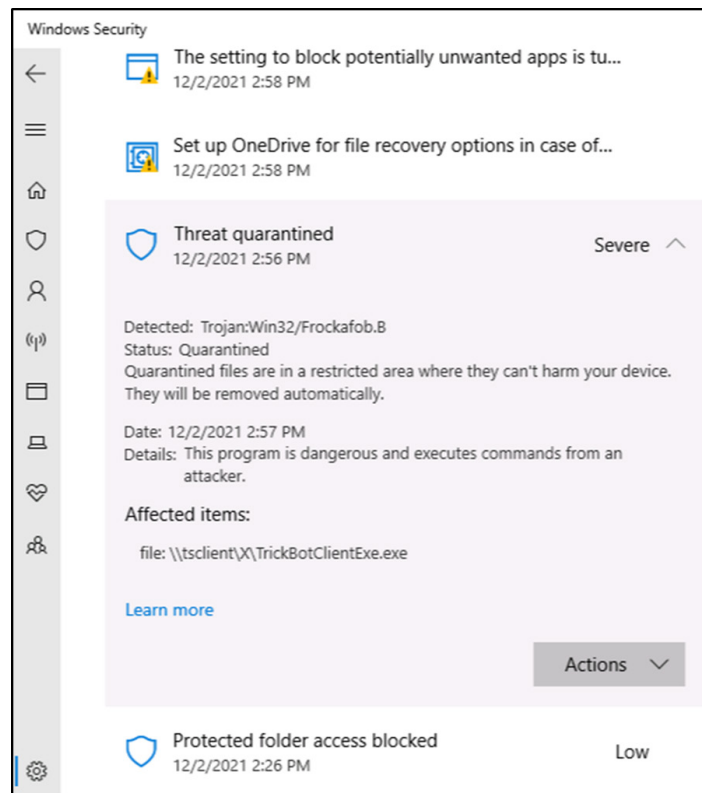 Windows Security
The setting to block potentially unwanted apps is tu...
12/2/2021 2:58 PM
Set up OneDrive for file recovery options in case of...
12/2/2021 2:58 PM
Threat quarantined
12/2/2021 2:56 PM
Severe
Detected: Trojan:Win32/Frockafob.B
Status: Quarantined
Quarantined files are in a restricted area where they can't harm your device.
They will be removed automatically.
Date: 12/2/2021 2:57 PM
Details: This program is dangerous and executes commands from an
attacker.
Affected items:
file: \\tsclient\X\TrickBotClientExe.exe
Learn more
Actions
Protected folder access blocked
12/2/2021 2:26 PM
Low